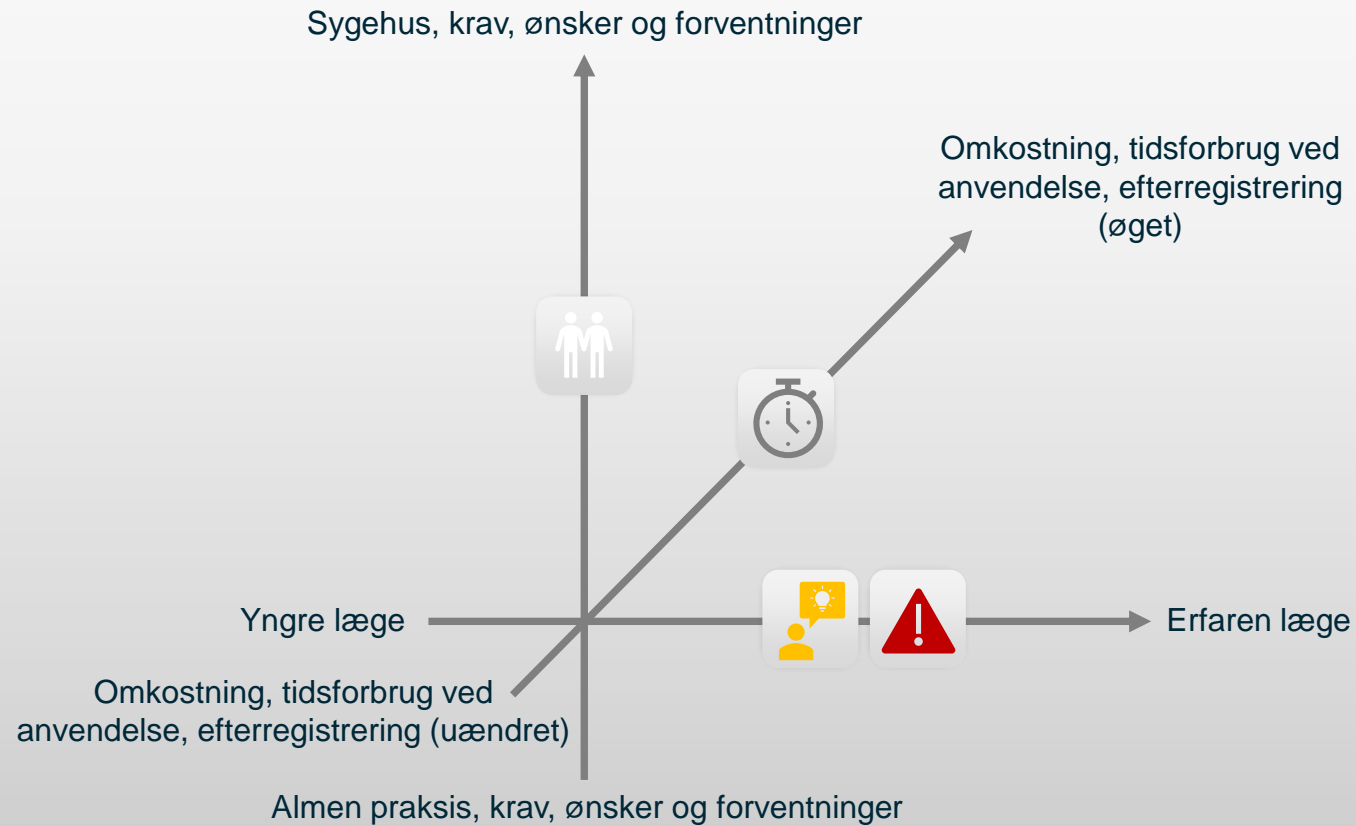 Sygehus, krav, ønsker og forventninger
Omkostning, tidsforbrug ved
anvendelse, efterregistrering
(øget)
Yngre læge
Erfaren læge
Omkostning, tidsforbrug ved
anvendelse, efterregistrering (uændret)
Almen praksis, krav, ønsker og forventninger